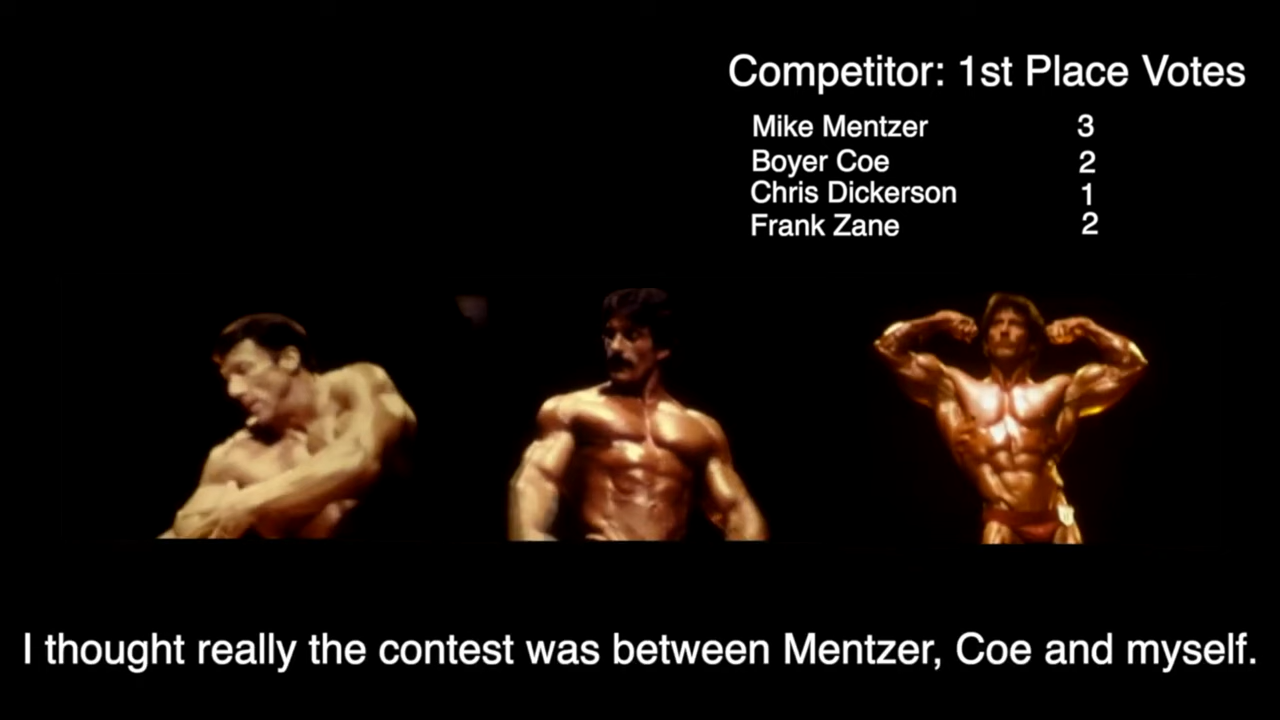 Competitor: 1st Place Votes
Mike Mentzer 3
Boyer Coe 2
Chris Dickerson 1
Frank Zane 2
I thought really the contest was between Mentzer, Coe and myself.